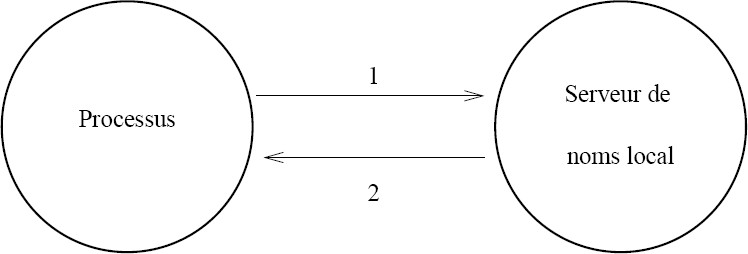 1
Processus
Serveur de
noms local
2